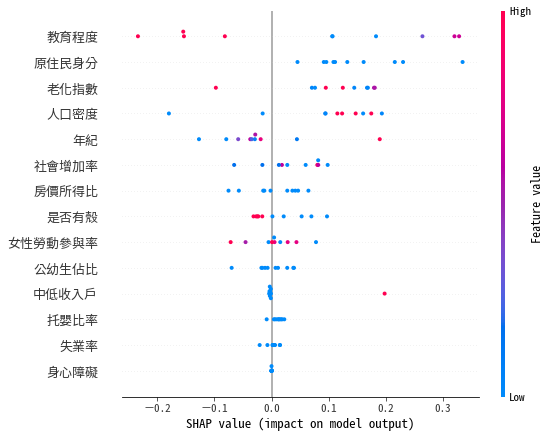 High
教育程度
原住民身分
老化指數
人口密度
年紀
社會增加率
房價所得比
是否有殼
女性勞動參與率
公幼生佔比
中低收入戶
托嬰比率
失業率
身心障礙
Feature value
Low
−0.2 −0.1 0.0 0.1 0.2 0.3
SHAP value (impact on model output)